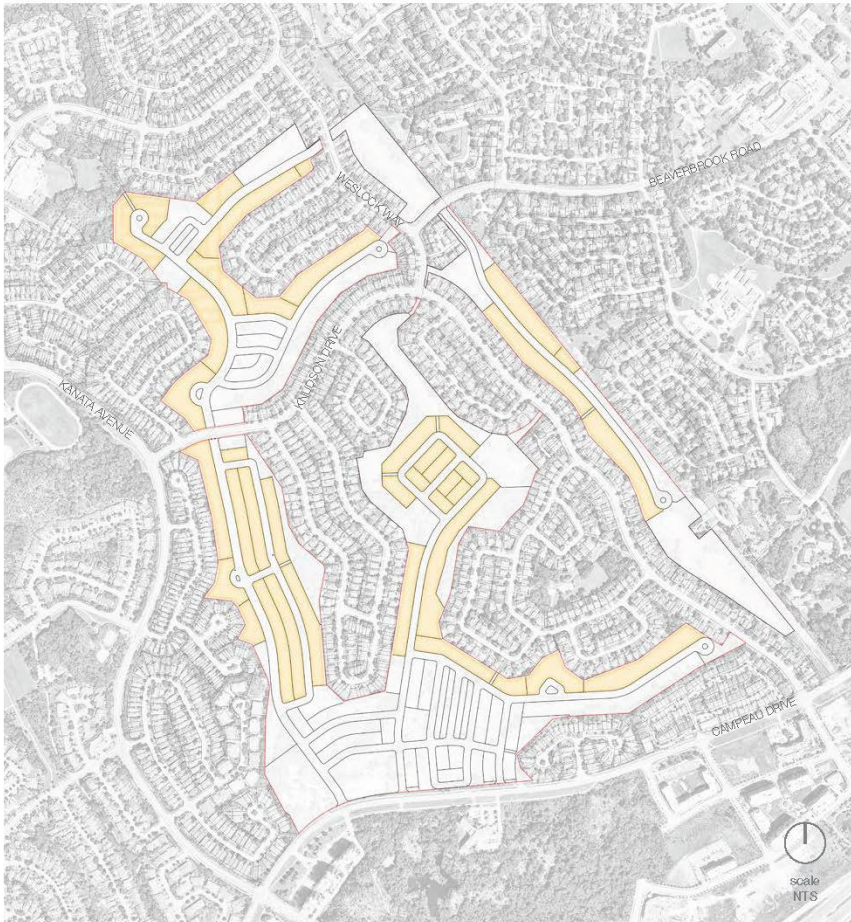 BEAVERBROOK ROAD
WESLOCK WAY
KNUDSON DRIVE
KANATA AVENUE
CAMPEAU DRIVE
scale
NTS